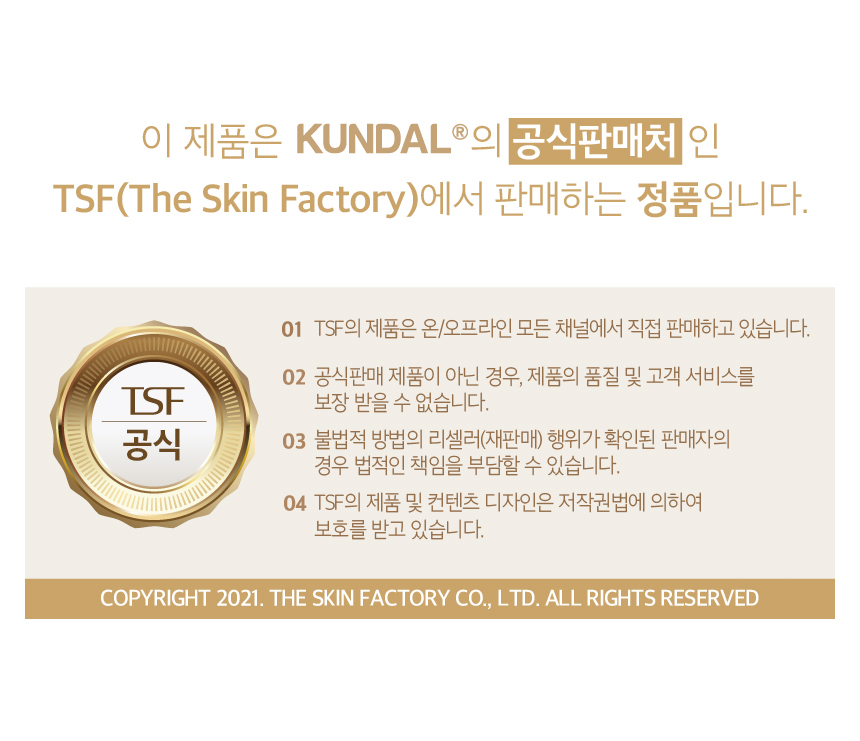 이 제품은 KUNDAL®의 공식판매처인
TSF(The Skin Factory)에서 판매하는 정품입니다.
TSF
공식
01 TSF의 제품은 온/오프라인 모든 채널에서 직접 판매하고 있습니다.
02 공식판매 제품이 아닌 경우, 제품의 품질 및 고객 서비스를
보장 받을 수 없습니다.
03 불법적 방법의 리셀러(재판매) 행위가 확인된 판매자의
경우 법적인 책임을 부담할 수 있습니다.
04 TSF의 제품 및 컨텐츠 디자인은 저작권법에 의하여
보호를 받고 있습니다.
COPYRIGHT 2021. THE SKIN FACTORY CO., LTD. ALL RIGHTS RESERVED